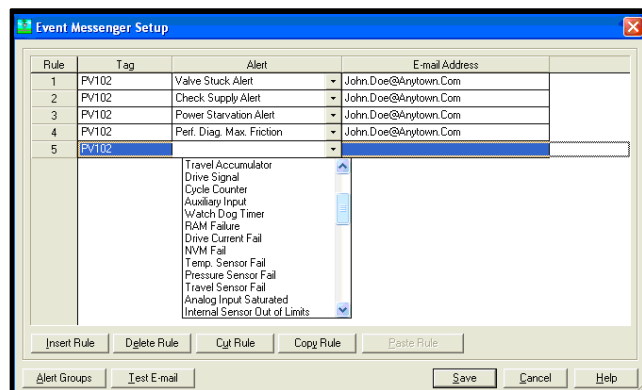 Event Messenger Setup
Rule Tag Alert E-mail Address
1 PV102 Valve Stuck Alert John.Doe@Anytown.Com
2 PV102 Check Supply Alert John.Doe@Anytown.Com
3 PV102 Power Starvation Alert John.Doe@Anytown.Com
4 PV102 Perf. Diag. Max. Friction John.Doe@Anytown.Com
5 PV102
Travel Accumulator
Drive Signal
Cycle Counter
Auxiliary Input
Watch Dog Timer
RAM Failure
Drive Current Fail
NVM Fail
Temp. Sensor Fail
Pressure Sensor Fail
Travel Sensor Fail
Analog Input Saturated
Internal Sensor Out of Limits
Insert Rule Delete Rule Cut Rule Copy Rule Paste Rule
Alert Groups Test E-mail Save Cancel Help